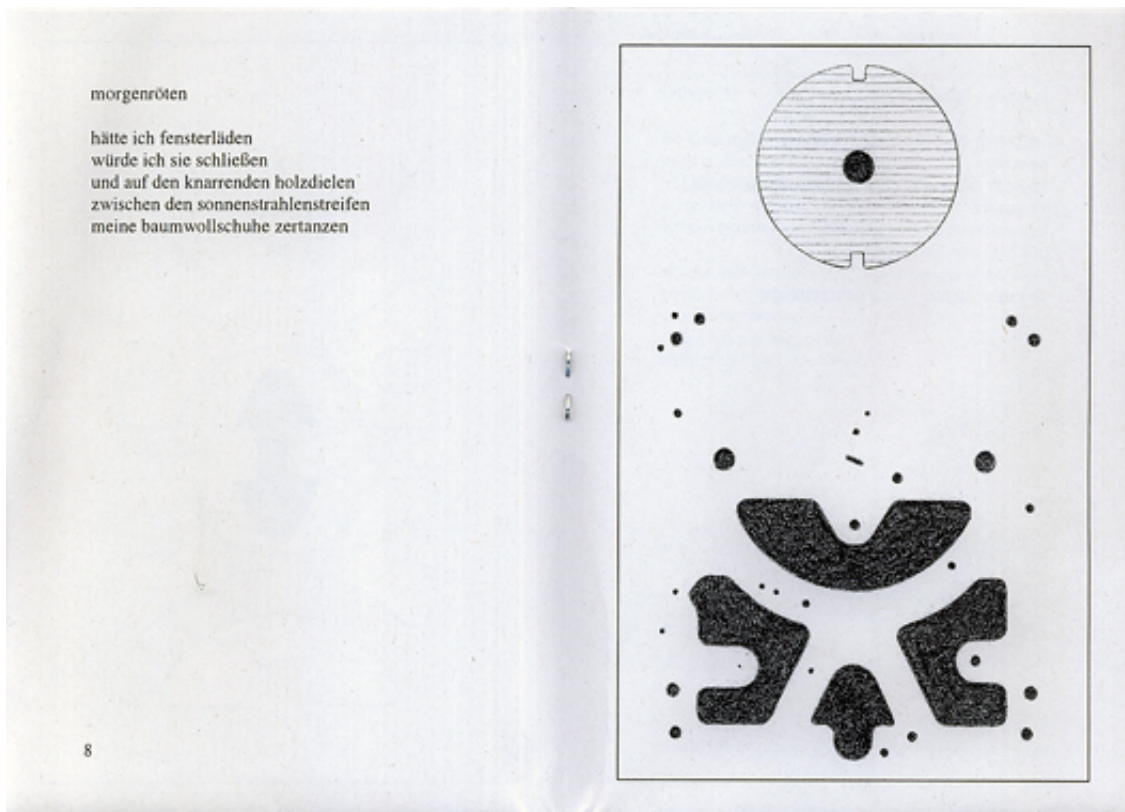 morgenröten
hätte ich fensterläden
würde ich sie schließen
und auf den knarrenden holzdielen
zwischen den sonnenstrahlenstreifen
meine baumwollschuhe zertanzen
8